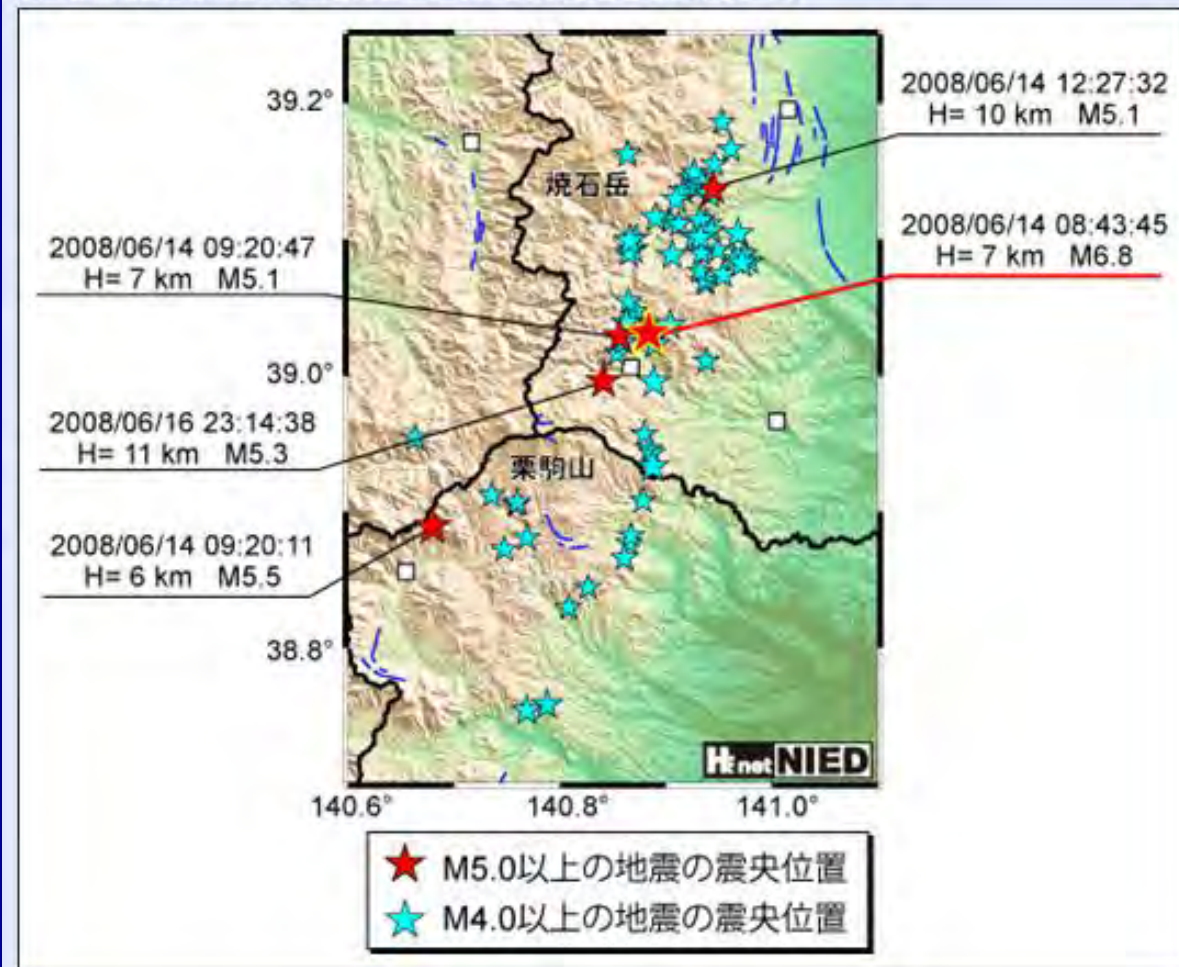 39.2°
39.0°
38.8°
140.6°
140.8°
141.0°
2008/06/14 12:27:32
H= 10 km M5.1
2008/06/14 08:43:45
H= 7 km M6.8
2008/06/14 09:20:47
H= 7 km M5.1
2008/06/16 23:14:38
H= 11 km M5.3
2008/06/14 09:20:11
H= 6 km M5.5
焼石岳
栗駒山
Hi net NIED
M5.0以上の地震の震央位置
M4.0以上の地震の震央位置